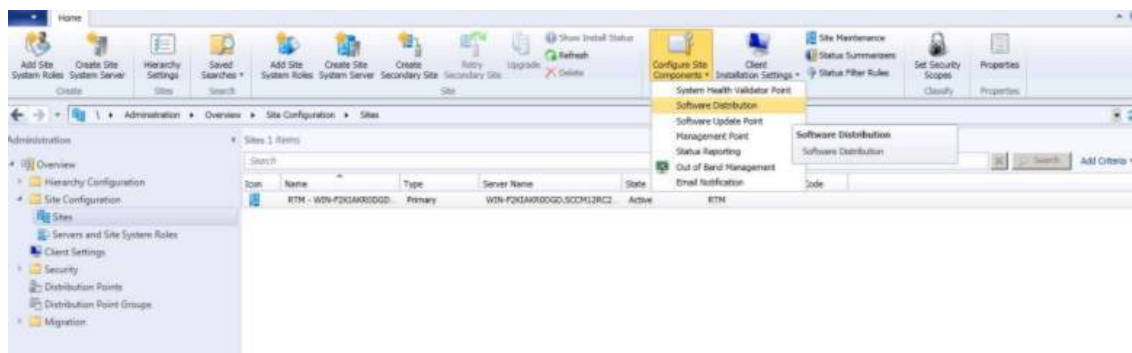 Home
Add Site System Roles
Create Site System Server
Hierarchy Settings
Saved Searches
Add Site System Roles
Create Site System Server
Create Secondary Site
Retry Secondary Site
Upgrade
Show Install Status
Refresh
Delete
Configure Site Components
Client Installation Settings
Site Maintenance
Status Summarizers
Status Filter Rules
Set Security Scopes
Properties
Create
Sites
Search
Site
Classify
Properties
System Health Validator Point
Software Distribution
Software Update Point
Management Point
Status Reporting
Out of Band Management
Email Notification
Software Distribution
Software Distribution
\ Administration Overview Site Configuration Sites
Administration
Overview
Hierarchy Configuration
Site Configuration
Sites
Servers and Site System Roles
Client Settings
Security
Distribution Points
Distribution Point Groups
Migration
Sites 1 items
Search
Search
Add Criteria
Icon Name Type Server Name State Code
Primary Active RTM